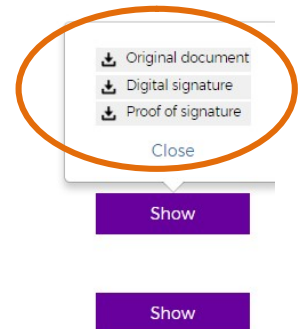 Original document
Digital signature
Proof of signature
Close
Show
Show